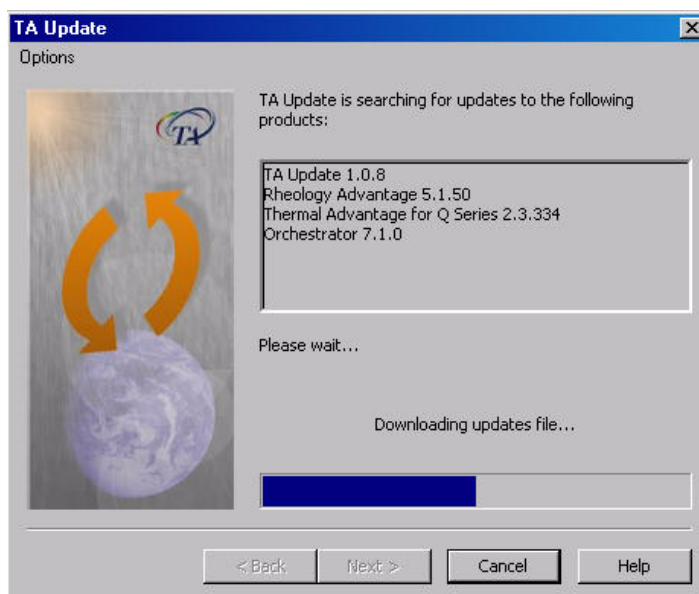 TA Update
Options
TA
TA Update is searching for updates to the following
products:
TA Update 1.0.8
Rheology Advantage 5.1.50
Thermal Advantage for Q Series 2.3.334
Orchestrator 7.1.0
Please wait...
Downloading updates file...
< Back
Next >
Cancel
Help